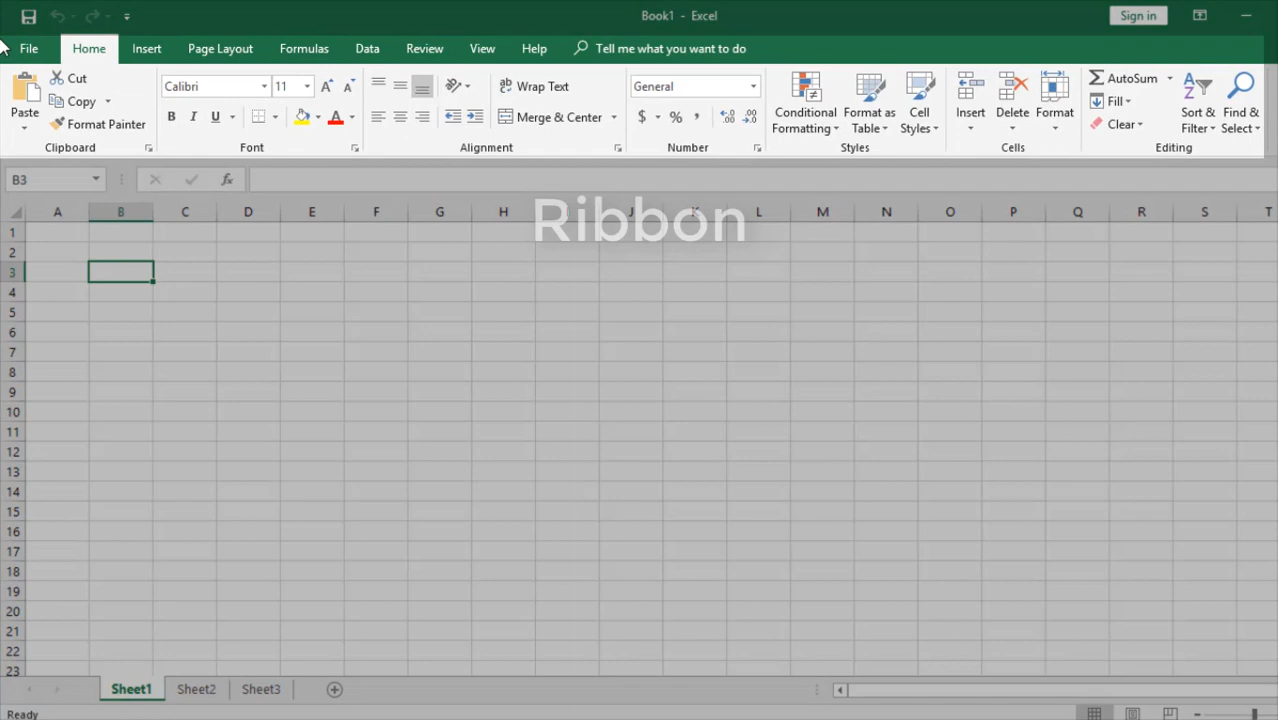 Book1 - Excel
Sign in
File Home Insert Page Layout Formulas Data Review View Help Tell me what you want to do
Paste
Cut
Copy
Format Painter
Clipboard
Calibri 11
B I U A
Font
Wrap Text
Merge & Center
Alignment
General
$ % ,
Number
Conditional Formatting
Format as Table
Cell Styles
Styles
Insert Delete Format
Cells
AutoSum
Fill
Clear
Sort & Filter
Find & Select
Editing
B3 fx
A B C D E F G H J K L M N O P Q R S T
Ribbon
1
2
3
4
5
6
7
8
9
10
11
12
13
14
15
16
17
18
19
20
21
22
23
Sheet1 Sheet2 Sheet3
Ready